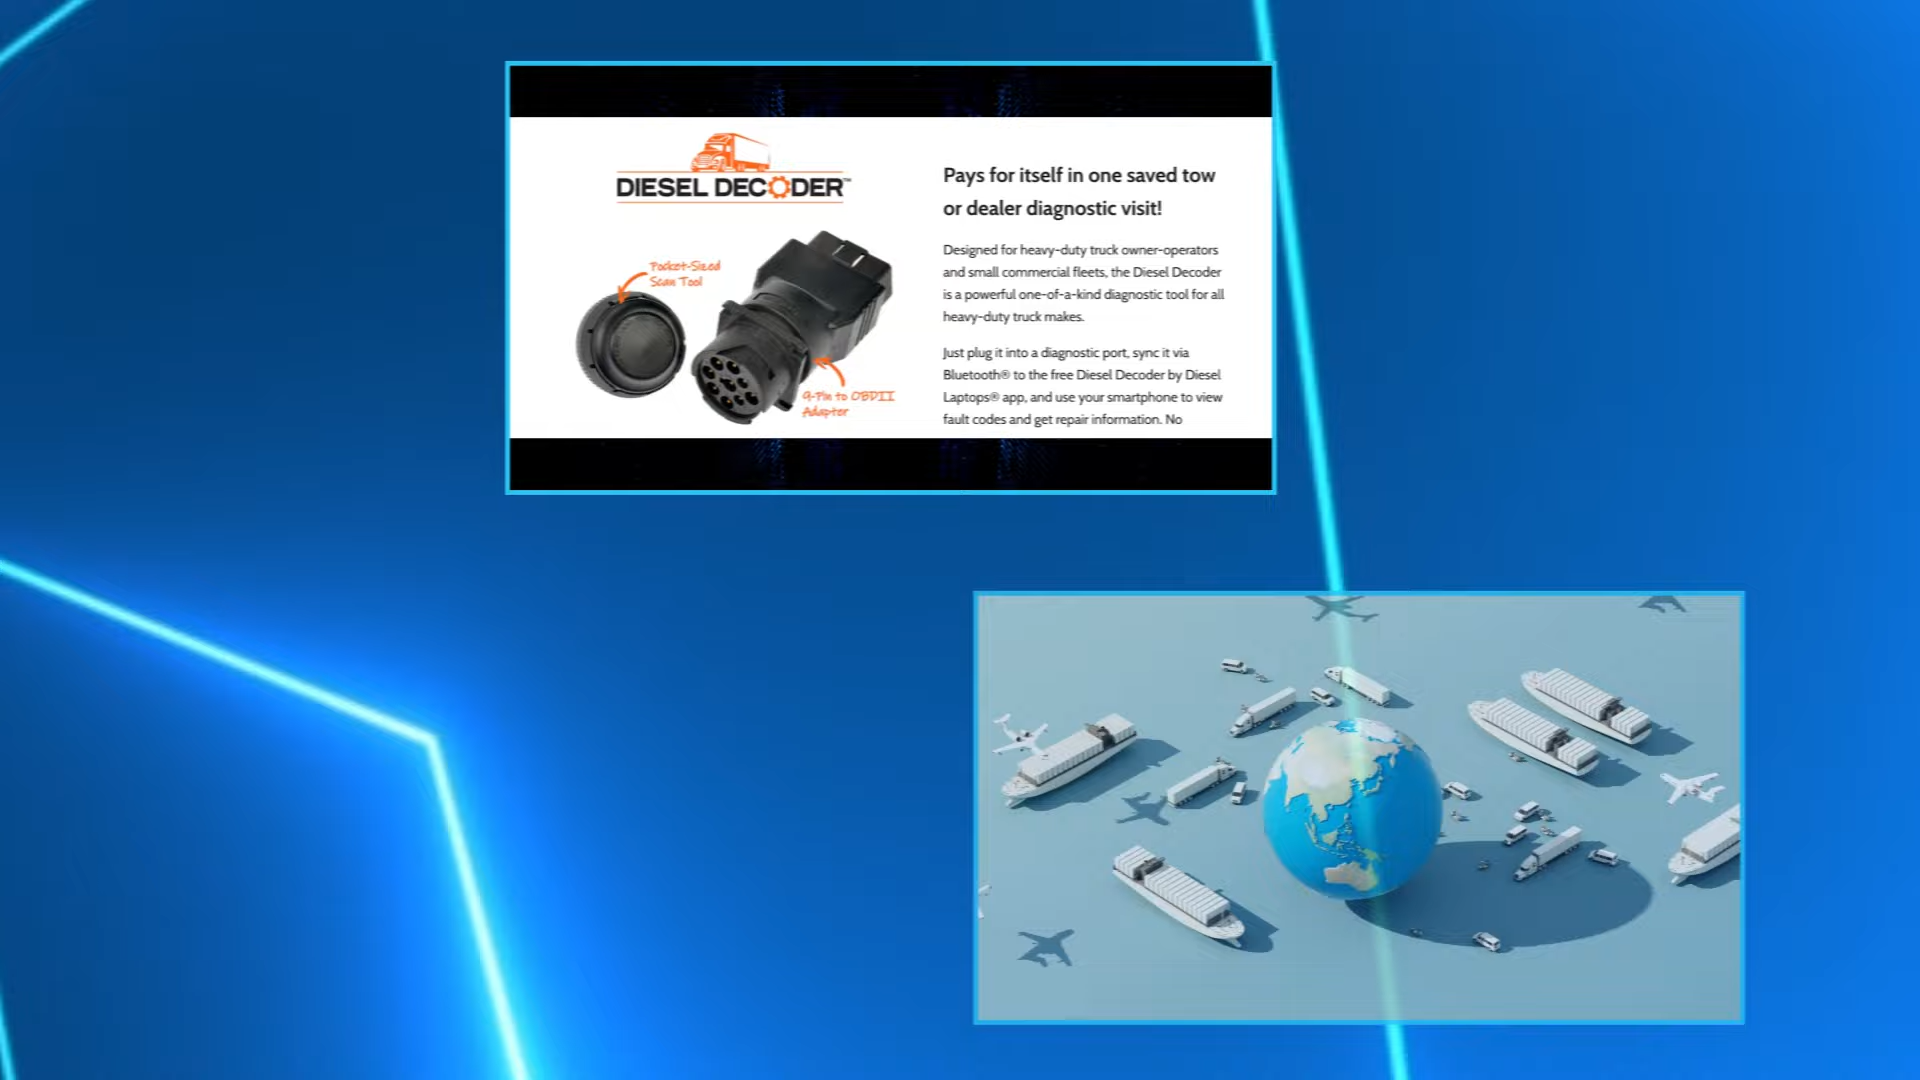 DIESEL DECODER™
Pocket-Sized
Scan Tool
9-Pin to OBDII
Adapter
Pays for itself in one saved tow
or dealer diagnostic visit!
Designed for heavy-duty truck owner-operators
and small commercial fleets, the Diesel Decoder
is a powerful one-of-a-kind diagnostic tool for all
heavy-duty truck makes.
Just plug it into a diagnostic port, sync it via
Bluetooth® to the free Diesel Decoder by Diesel
Laptops® app, and use your smartphone to view
fault codes and get repair information. No